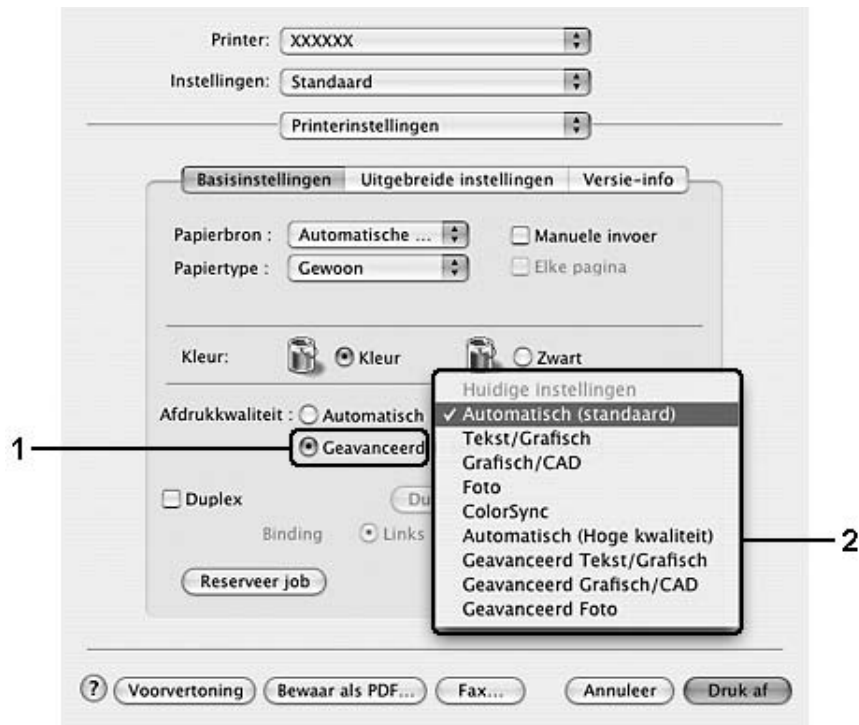 Printer: XXXXXX
Instellingen: Standaard
Printerinstellingen
Basisinstellingen Uitgebreide instellingen Versie-info
Papierbron : Automatische ... Manuele invoer
Papiertype : Gewoon Elke pagina
Kleur: Kleur Zwart
Afdrukkwaliteit : Automatisch
1 Geavanceerd
Huidige instellingen
✓ Automatisch (standaard)
Tekst/Grafisch
Grafisch/CAD
Foto
ColorSync
Automatisch (Hoge kwaliteit)
Geavanceerd Tekst/Grafisch
Geavanceerd Grafisch/CAD
Geavanceerd Foto
2
Duplex Du
Binding Links
Reserveer job
? Voorvertoning Bewaar als PDF... Fax... Annuleer Druk af